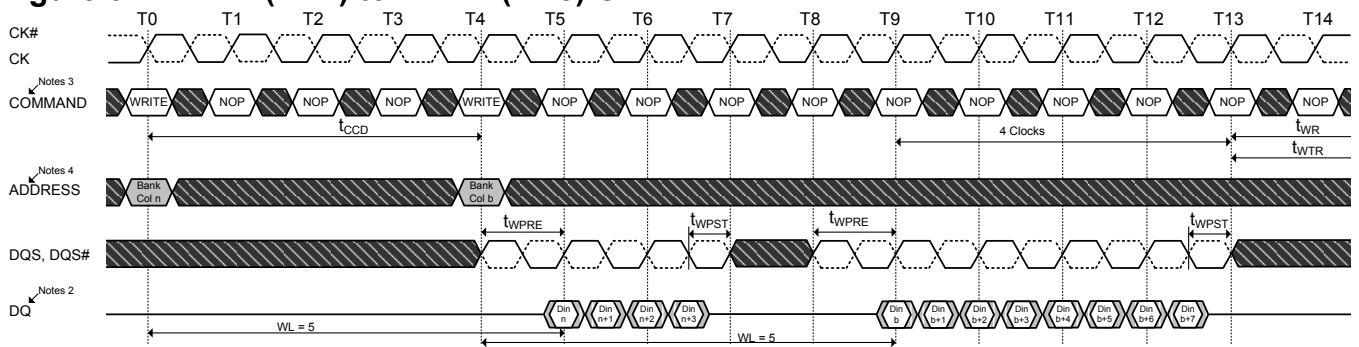 T0 T1 T2 T3 T4 T5 T6 T7 T8 T9 T10 T11 T12 T13 T14
CK#
CK
Notes 3
COMMAND
WRITE NOP NOP NOP WRITE NOP NOP NOP NOP NOP NOP NOP NOP NOP NOP
tCCD
4 Clocks
tWR
tWTR
Notes 4
ADDRESS
Bank
Col n
Bank
Col b
tWPRE
tWPST
tWPRE
tWPST
DQS, DQS#
Notes 2
DQ
Din
n
Din
n+1
Din
n+2
Din
n+3
Din
b
Din
b+1
Din
b+2
Din
b+3
Din
b+4
Din
b+5
Din
b+6
Din
b+7
WL = 5
WL = 5